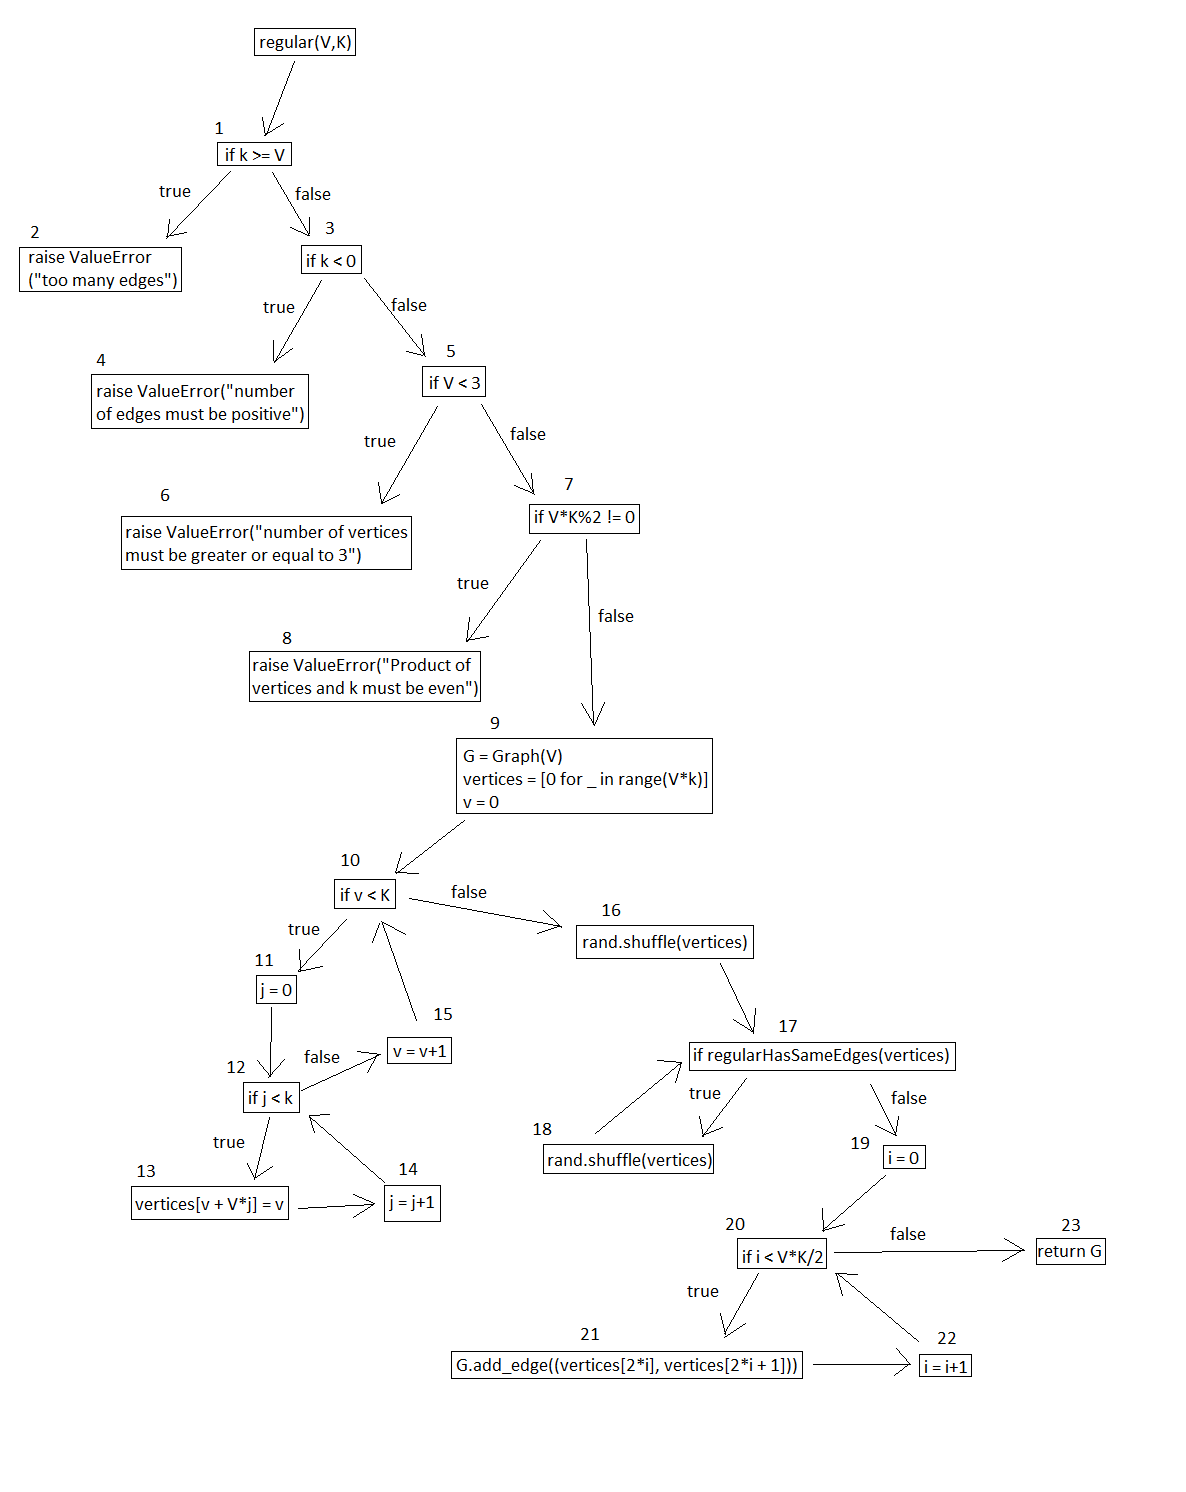 regular(V,K)
1
if k >= V
true
false
2
raise ValueError
("too many edges")
3
if k < 0
true
false
4
raise ValueError("number
of edges must be positive")
5
if V < 3
true
false
6
raise ValueError("number of vertices
must be greater or equal to 3")
7
if V*K%2 != 0
true
false
8
raise ValueError("Product of
vertices and k must be even")
9
G = Graph(V)
vertices = [0 for _ in range(V*k)]
v = 0
10
if v < K
true
false
11
j = 0
12
if j < k
true
false
13
vertices[v + V*j] = v
14
j = j+1
15
v = v+1
16
rand.shuffle(vertices)
17
if regularHasSameEdges(vertices)
true
false
18
rand.shuffle(vertices)
19
i = 0
20
if i < V*K/2
true
false
21
G.add_edge((vertices[2*i], vertices[2*i + 1]))
22
i = i+1
23
return G